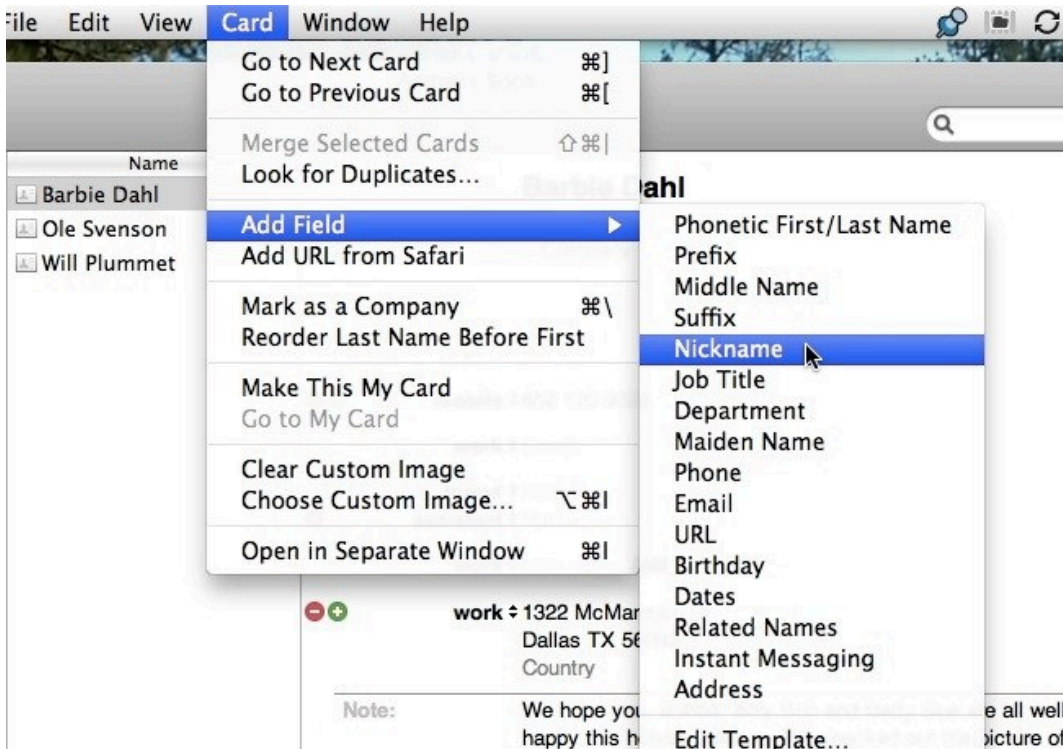 File Edit View Card Window Help
Go to Next Card ⌘]
Go to Previous Card ⌘[
Merge Selected Cards ⇧⌘|
Look for Duplicates...
Add Field ▶
Add URL from Safari
Mark as a Company ⌘\
Reorder Last Name Before First
Make This My Card
Go to My Card
Clear Custom Image
Choose Custom Image... ⌥⌘I
Open in Separate Window ⌘I
Name
Barbie Dahl
Ole Svenson
Will Plummet
Barbie Dahl
Phonetic First/Last Name
Prefix
Middle Name
Suffix
Nickname
Job Title
Department
Maiden Name
Phone
Email
URL
Birthday
Dates
Related Names
Instant Messaging
Address
Edit Template...
work 1322 McMar
Dallas TX 56
Country
Note: We hope you are all well
happy this h picture of